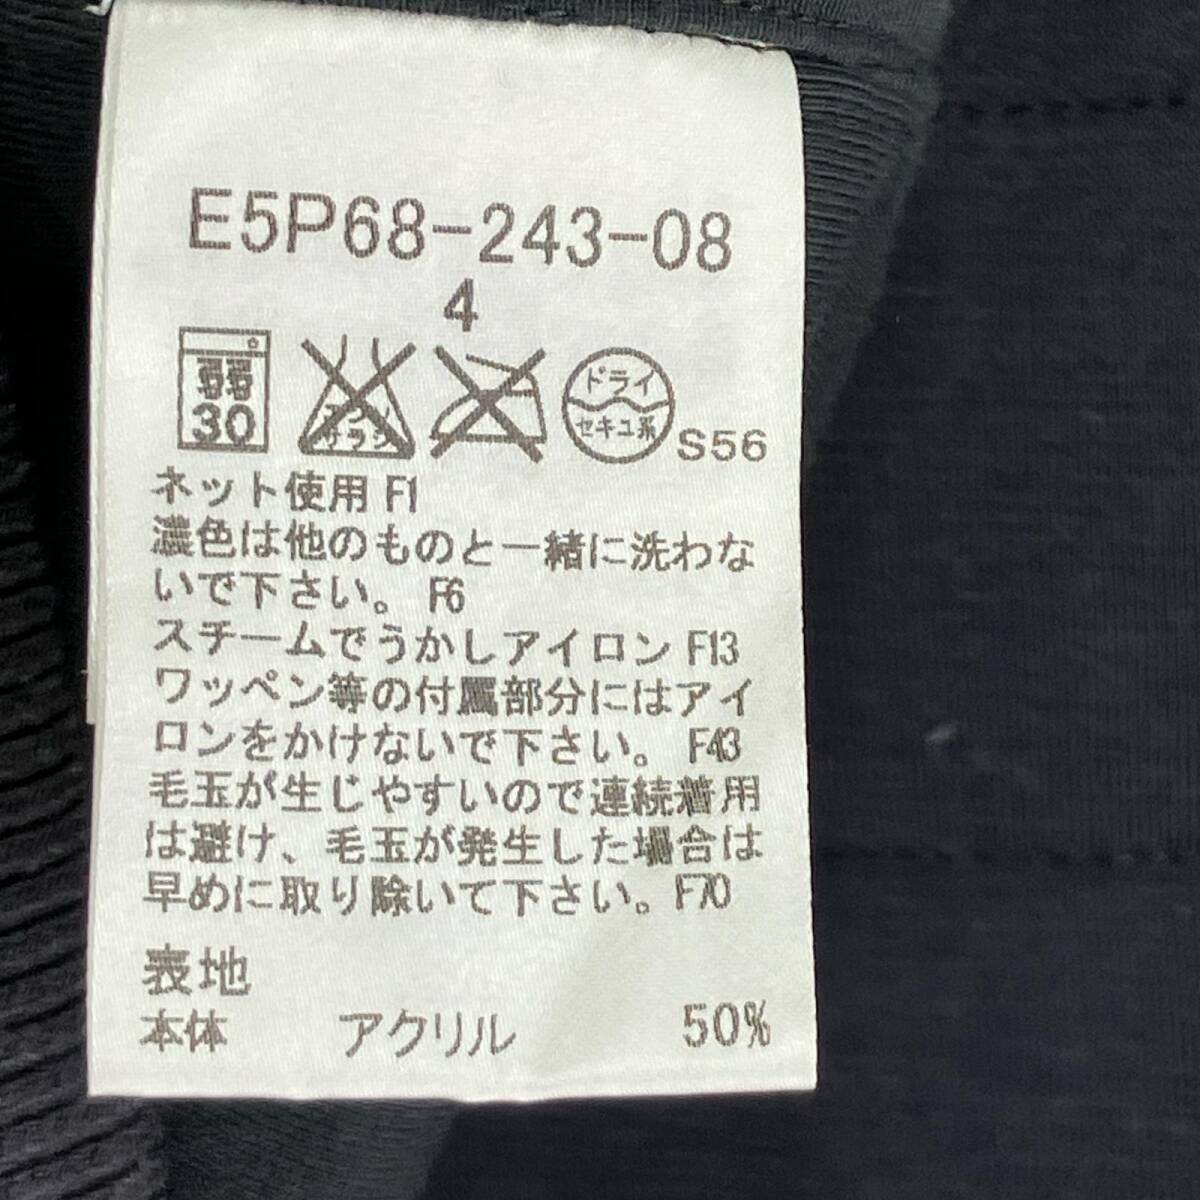 E5P68-243-08
4
弱
30
エンソ
サラシ
ドライ
セキユ系
S56
ネット使用 F1
濃色は他のものと一緒に洗わな
いで下さい。 F6
スチームでうかしアイロン F13
ワッペン等の付属部分にはアイ
ロンをかけないで下さい。 F43
毛玉が生じやすいので連続着用
は避け、毛玉が発生した場合は
早めに取り除いて下さい。F70
表地
本体 アクリル 50%